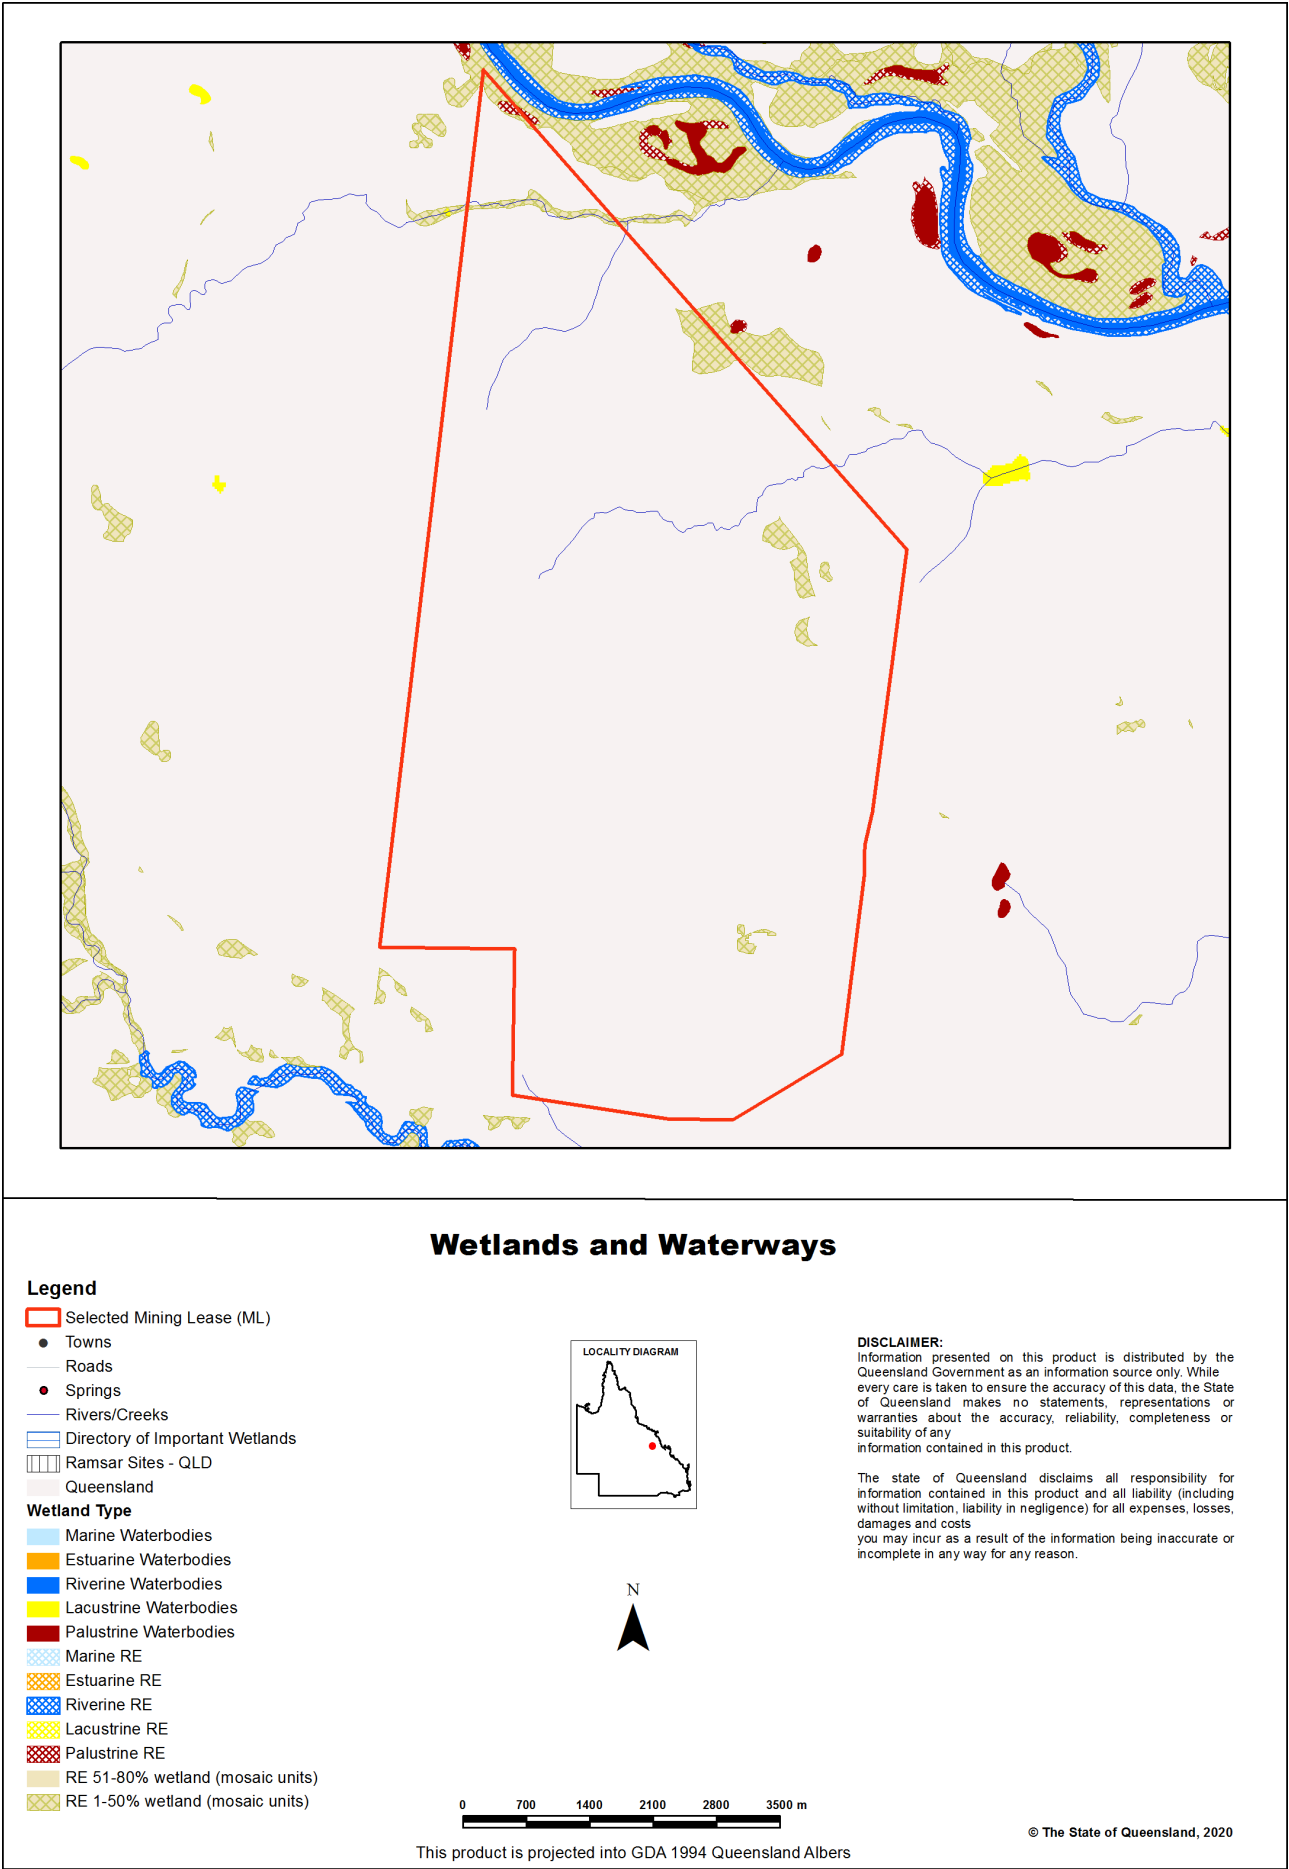 Wetlands and Waterways
Legend
Selected Mining Lease (ML)
Towns
Roads
Springs
Rivers/Creeks
Directory of Important Wetlands
Ramsar Sites - QLD
Queensland
Wetland Type
Marine Waterbodies
Estuarine Waterbodies
Riverine Waterbodies
Lacustrine Waterbodies
Palustrine Waterbodies
Marine RE
Estuarine RE
Riverine RE
Lacustrine RE
Palustrine RE
RE 51-80% wetland (mosaic units)
RE 1-50% wetland (mosaic units)
LOCALITY DIAGRAM
N
0 700 1400 2100 2800 3500 m
This product is projected into GDA 1994 Queensland Albers
DISCLAIMER:
Information presented on this product is distributed by the
Queensland Government as an information source only. While
every care is taken to ensure the accuracy of this data, the State
of Queensland makes no statements, representations or
warranties about the accuracy, reliability, completeness or
suitability of any
information contained in this product.
The state of Queensland disclaims all responsibility for
information contained in this product and all liability (including
without limitation, liability in negligence) for all expenses, losses,
damages and costs
you may incur as a result of the information being inaccurate or
incomplete in any way for any reason.
© The State of Queensland, 2020